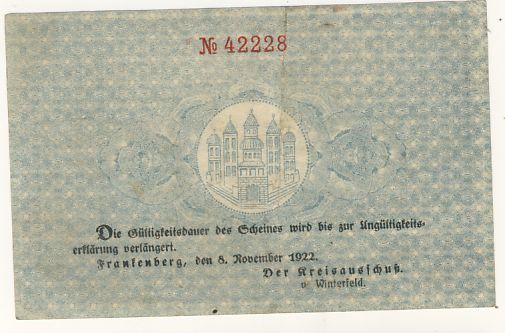 № 42228
Die Gültigkeitsdauer des Scheines wird bis zur Ungültigkeits-
erklärung verlängert.
Frankenberg, den 8. November 1922.
Der Kreisausschuß.
v Winterfeld.